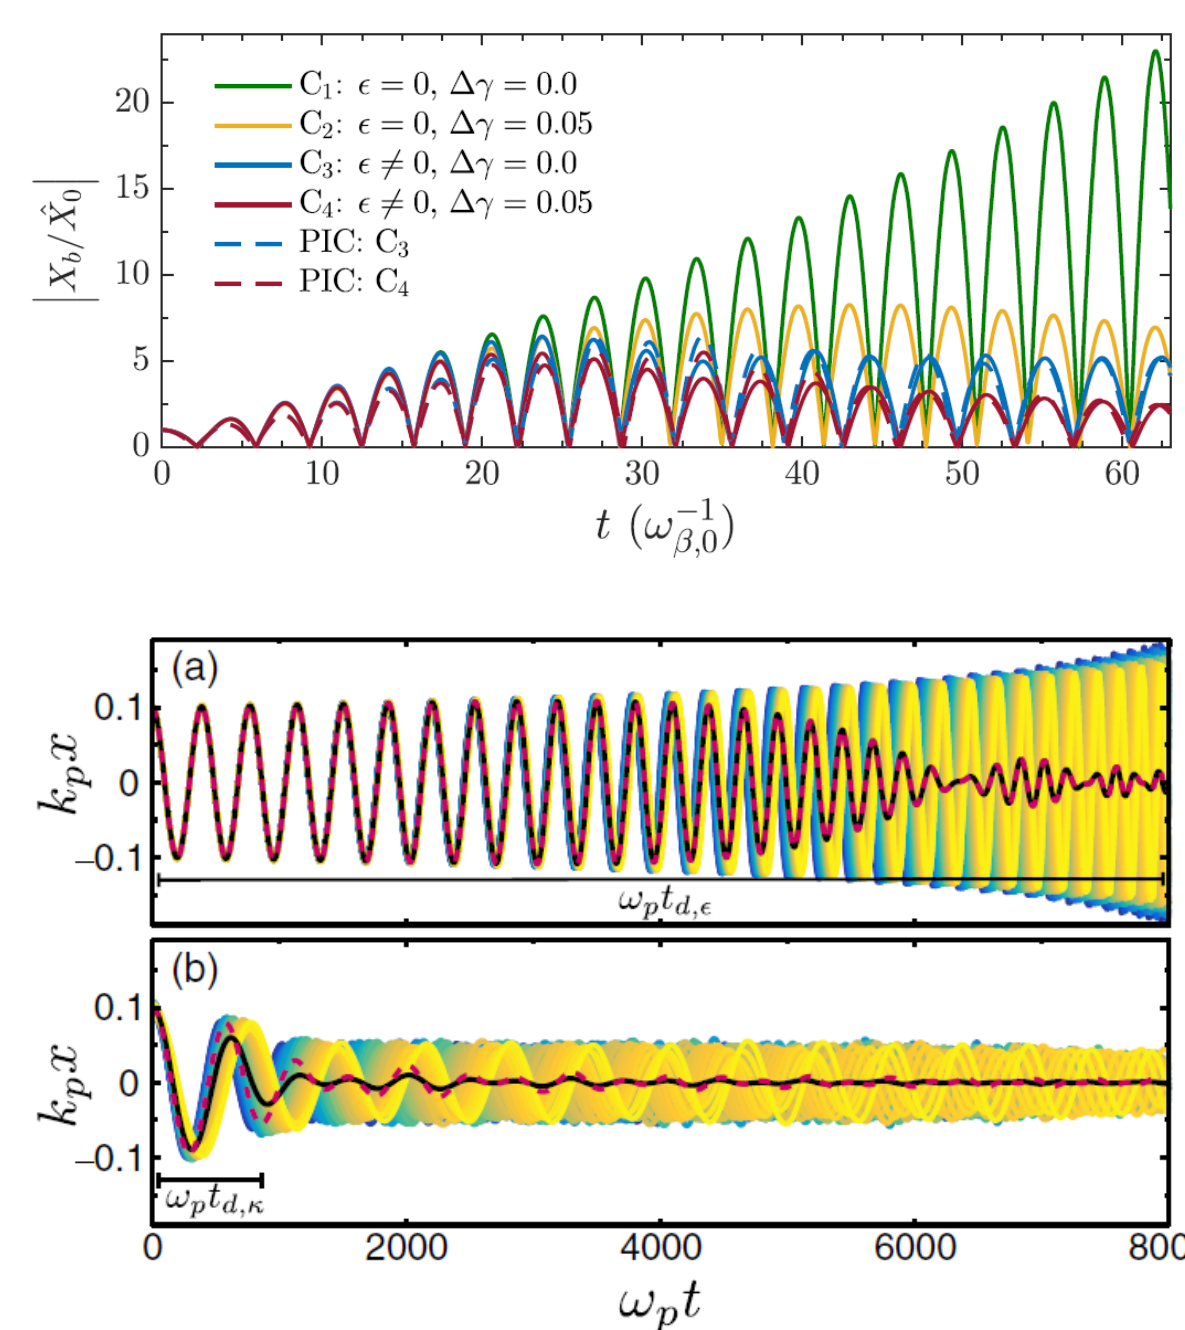 |X_b/X̂_0|
20
15
10
5
0
C₁: ϵ = 0, Δγ = 0.0
C₂: ϵ = 0, Δγ = 0.05
C₃: ϵ ≠ 0, Δγ = 0.0
C₄: ϵ ≠ 0, Δγ = 0.05
PIC: C₃
PIC: C₄
0 10 20 30 40 50 60
t (ω_{β,0}^{−1})
(a)
k_p x
0.1
0
−0.1
ω_p t_{d,ϵ}
(b)
k_p x
0.1
0
−0.1
ω_p t_{d,κ}
0 2000 4000 6000 800
ω_p t